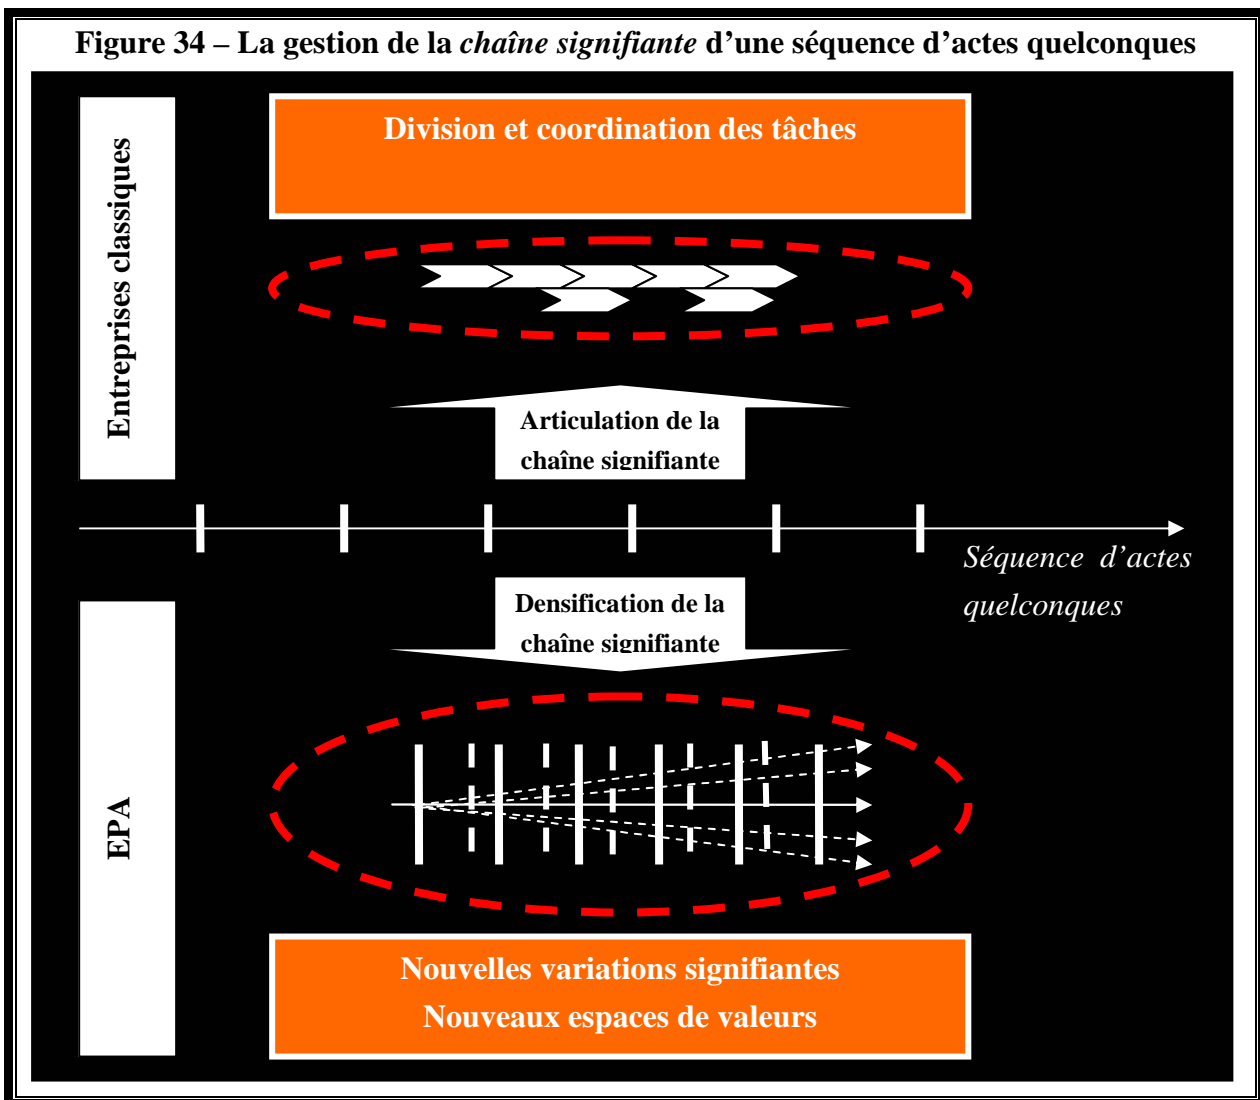 Figure 34 – La gestion de la chaîne signifiante d’une séquence d’actes quelconques
Entreprises classiques
Division et coordination des tâches
Articulation de la
chaîne signifiante
Séquence d’actes
quelconques
Densification de la
chaîne signifiante
EPA
Nouvelles variations signifiantes
Nouveaux espaces de valeurs